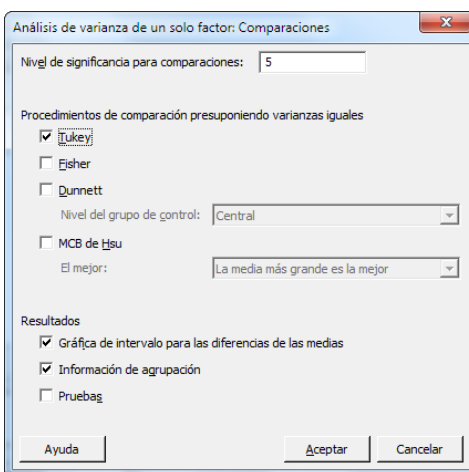 Análisis de varianza de un solo factor: Comparaciones
Nivel de significancia para comparaciones: 5
Procedimientos de comparación presuponiendo varianzas iguales
Tukey
Fisher
Dunnett
Nivel del grupo de control: Central
MCB de Hsu
El mejor: La media más grande es la mejor
Resultados
Gráfica de intervalo para las diferencias de las medias
Información de agrupación
Pruebas
Ayuda Aceptar Cancelar